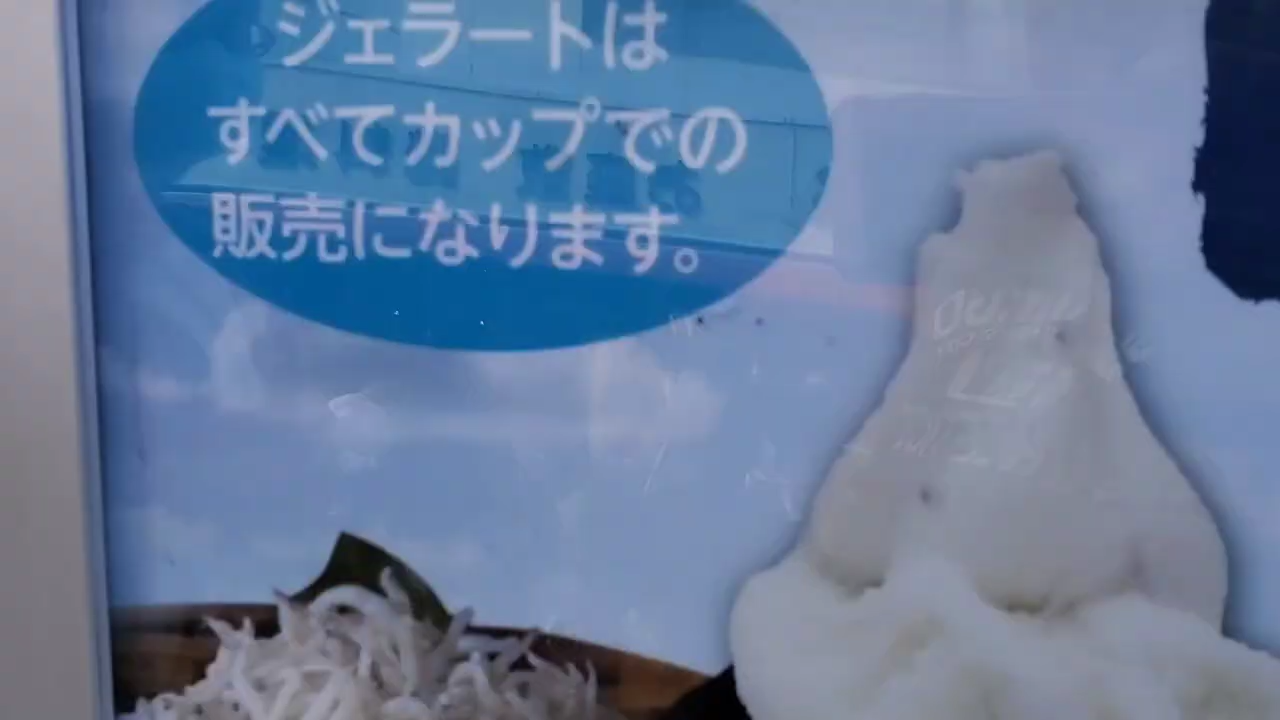 ジェラートは
すべてカップでの
販売になります。